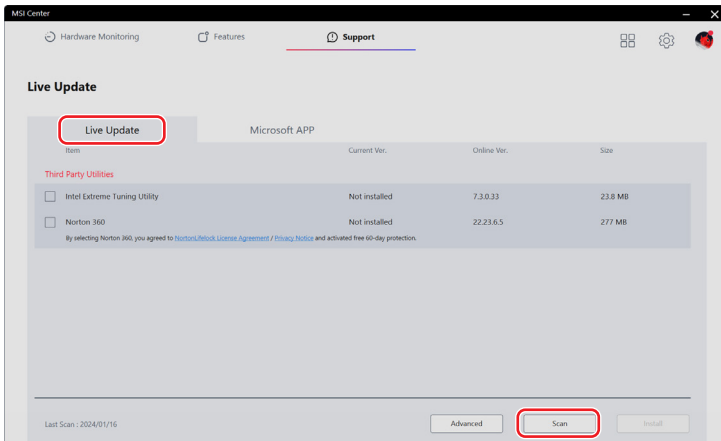 MSI Center
Hardware Monitoring Features Support
Live Update
Live Update Microsoft APP
Item Current Ver. Online Ver. Size
Third Party Utilities
Intel Extreme Tuning Utility Not installed 7.3.0.33 23.8 MB
Norton 360 Not installed 22.23.6.5 277 MB
By selecting Norton 360, you agreed to NortonLifelock License Agreement / Privacy Notice and activated free 60-day protection.
Last Scan : 2024/01/16 Advanced Scan Install